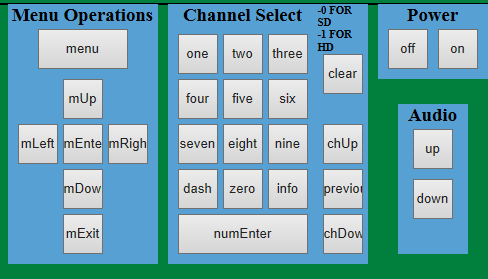 Menu Operations
menu
mUp
mLeft mEnte mRigh
mDow
mExit
Channel Select
one two three
four five six
seven eight nine
dash zero info
numEnter
-0 FOR
SD
-1 FOR
HD
clear
chUp
previou
chDow
Power
off on
Audio
up
down